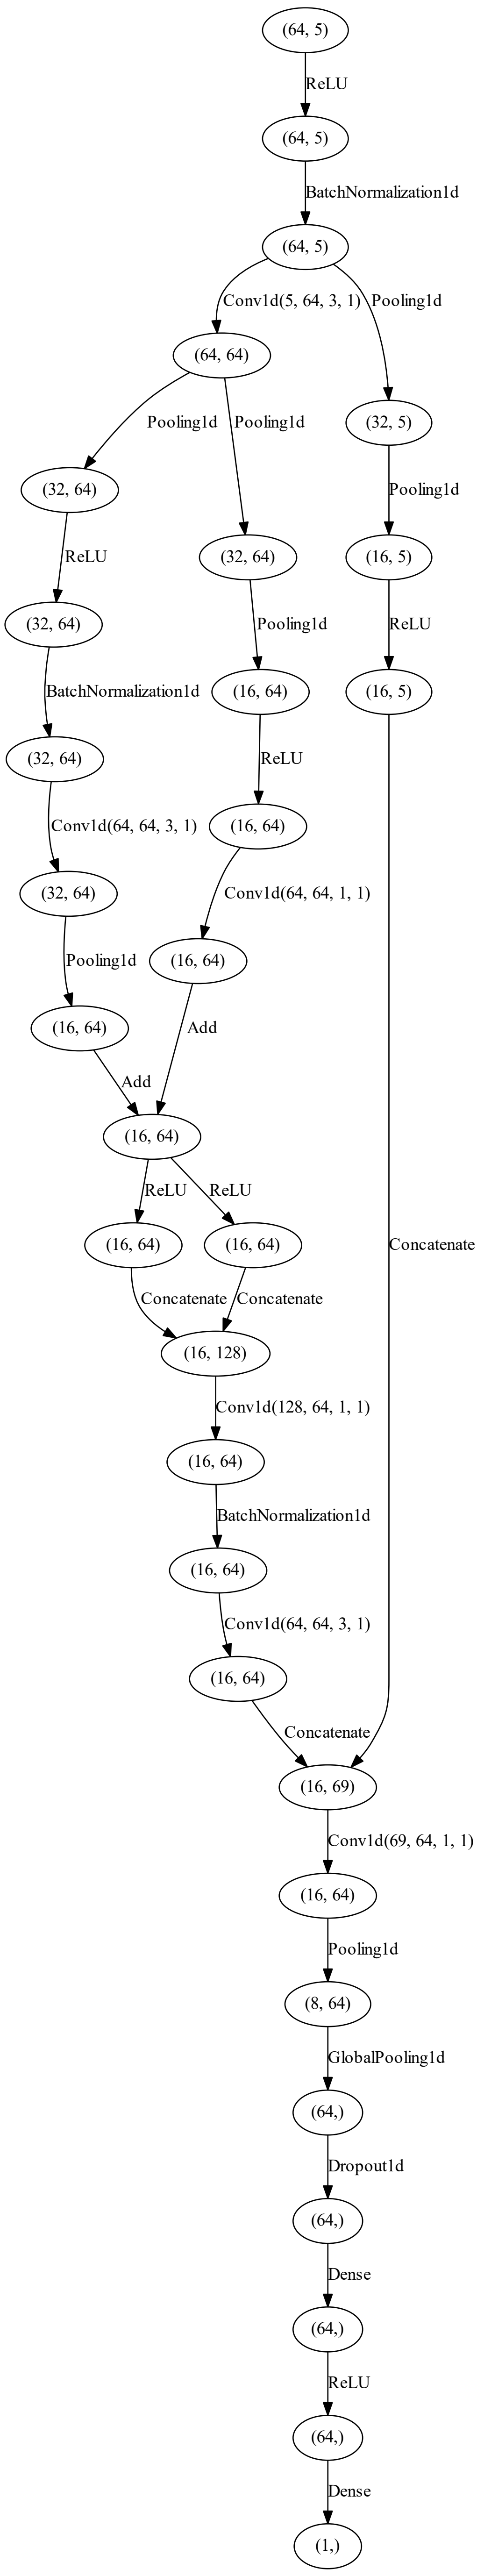 (64, 5)
ReLU
(64, 5)
BatchNormalization1d
(64, 5)
Conv1d(5, 64, 3, 1) Pooling1d
(64, 64)
Pooling1d Pooling1d
(32, 5)
(32, 64)
Pooling1d
ReLU
(32, 64)
(16, 5)
(32, 64)
Pooling1d
ReLU
BatchNormalization1d
(16, 64)
(16, 5)
(32, 64)
ReLU
Conv1d(64, 64, 3, 1)
(16, 64)
(32, 64)
Conv1d(64, 64, 1, 1)
Pooling1d
(16, 64)
(16, 64)
Add
Add
(16, 64)
ReLU ReLU
(16, 64) (16, 64)
Concatenate
Concatenate Concatenate
(16, 128)
Conv1d(128, 64, 1, 1)
(16, 64)
BatchNormalization1d
(16, 64)
Conv1d(64, 64, 3, 1)
(16, 64)
Concatenate
(16, 69)
Conv1d(69, 64, 1, 1)
(16, 64)
Pooling1d
(8, 64)
GlobalPooling1d
(64,)
Dropout1d
(64,)
Dense
(64,)
ReLU
(64,)
Dense
(1,)